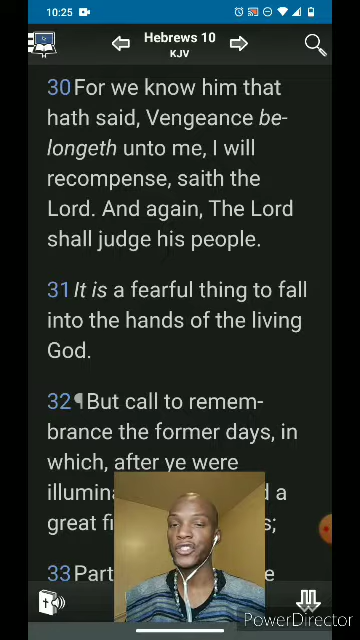 10:25
Hebrews 10
KJV
30 For we know him that
hath said, Vengeance be-
longeth unto me, I will
recompense, saith the
Lord. And again, The Lord
shall judge his people.
31 It is a fearful thing to fall
into the hands of the living
God.
32 ¶But call to remem-
brance the former days, in
which, after ye were
a
great
33
PowerDirector